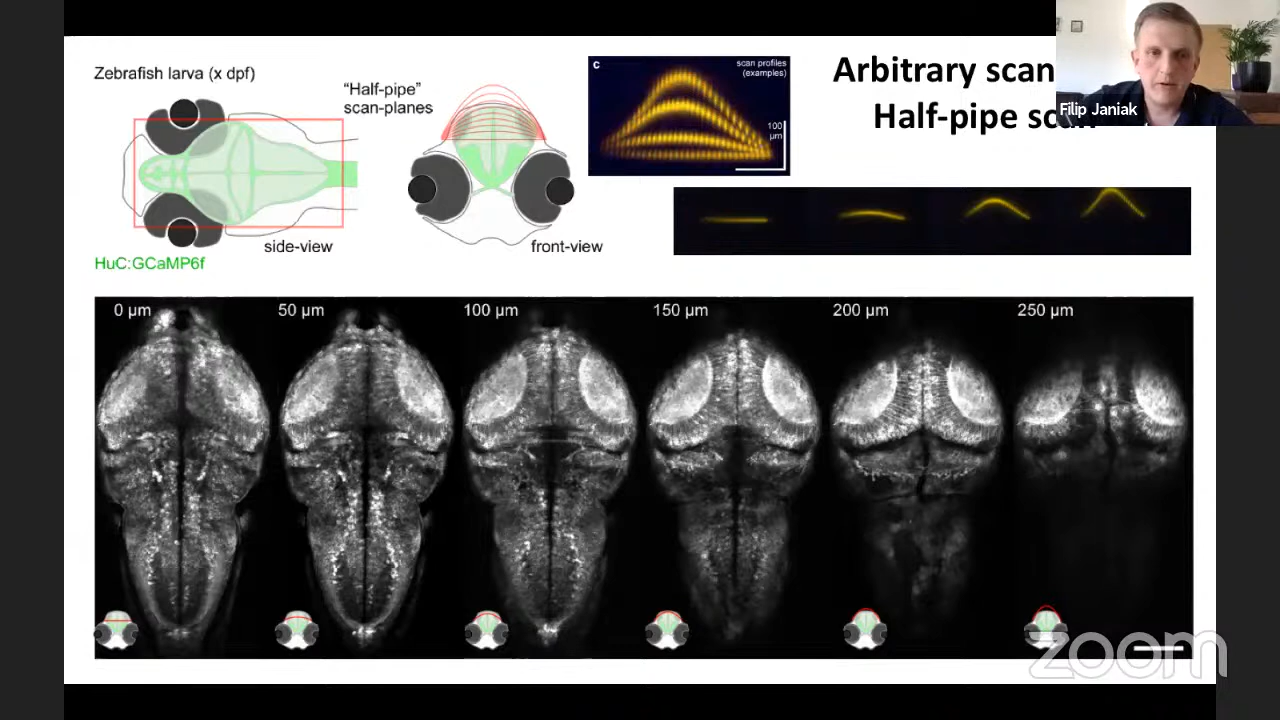 Zebrafish larva (x dpf)
"Half-pipe"
scan-planes
side-view
front-view
HuC:GCaMP6f
c
scan profiles
(examples)
100
µm
Arbitrary scan
Half-pipe
Filip Janiak
0 µm
50 µm
100 µm
150 µm
200 µm
250 µm
zoom